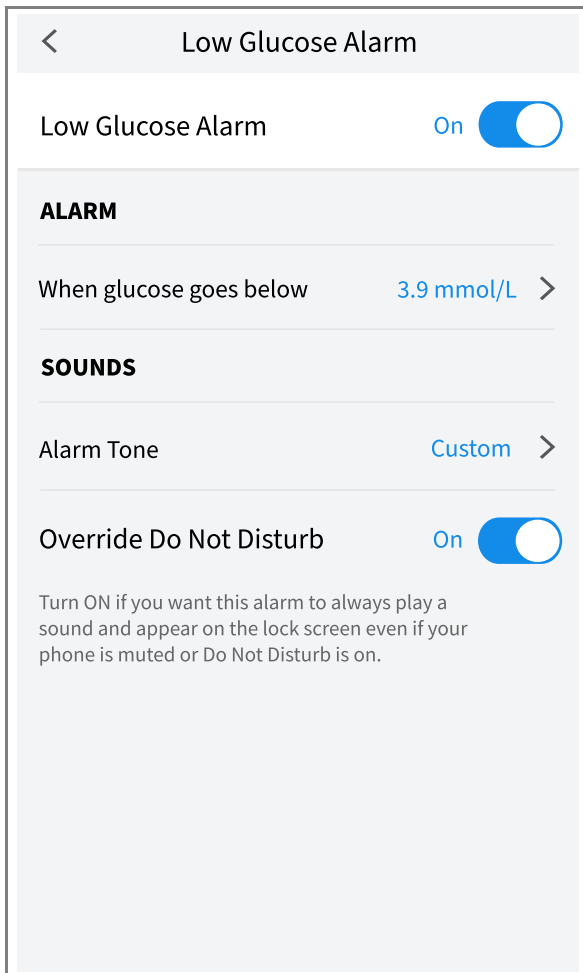 Low Glucose Alarm
Low Glucose Alarm On
ALARM
When glucose goes below 3.9 mmol/L
SOUNDS
Alarm Tone Custom
Override Do Not Disturb On
Turn ON if you want this alarm to always play a
sound and appear on the lock screen even if your
phone is muted or Do Not Disturb is on.